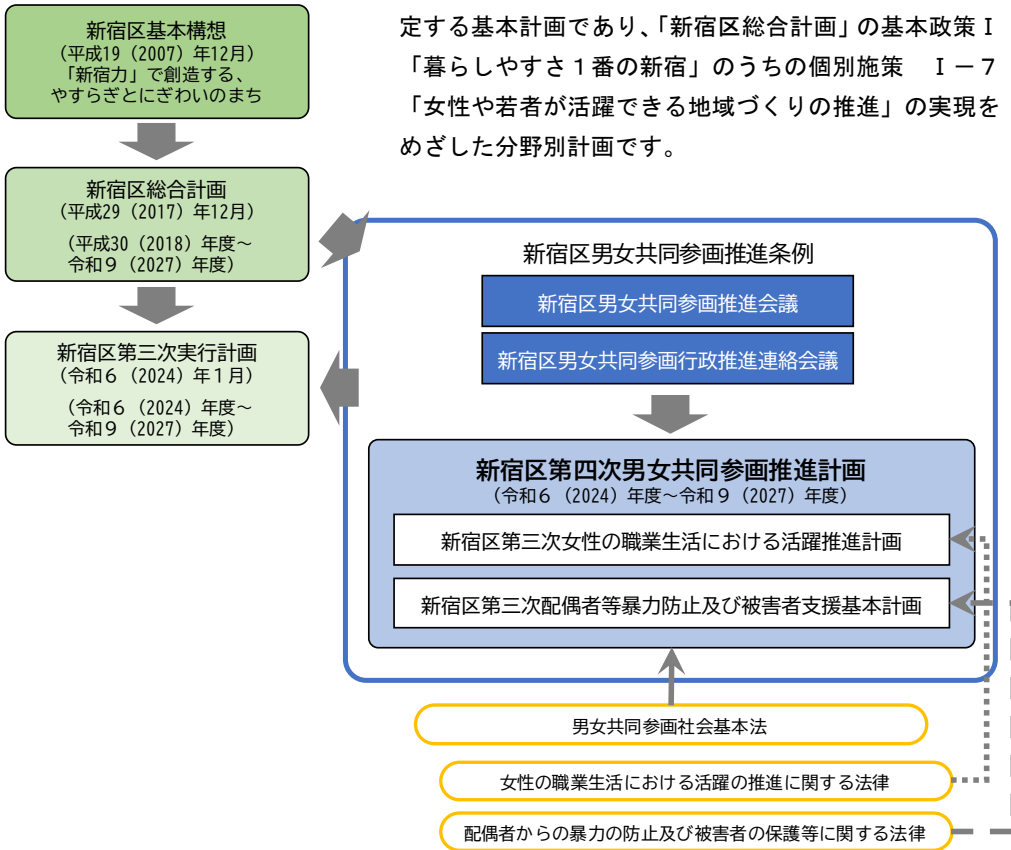 定する基本計画であり、「新宿区総合計画」の基本政策Ⅰ
「暮らしやすさ１番の新宿」のうちの個別施策　Ⅰ－７
「女性や若者が活躍できる地域づくりの推進」の実現を
めざした分野別計画です。
新宿区基本構想
（平成19（2007）年12月）
「新宿力」で創造する、
やすらぎとにぎわいのまち
新宿区総合計画
（平成29（2017）年12月）
（平成30（2018）年度～
令和９（2027）年度）
新宿区第三次実行計画
（令和６（2024）年１月）
（令和６（2024）年度～
令和９（2027）年度）
新宿区男女共同参画推進条例
新宿区男女共同参画推進会議
新宿区男女共同参画行政推進連絡会議
新宿区第四次男女共同参画推進計画
（令和６（2024）年度～令和９（2027）年度）
新宿区第三次女性の職業生活における活躍推進計画
新宿区第三次配偶者等暴力防止及び被害者支援基本計画
男女共同参画社会基本法
女性の職業生活における活躍の推進に関する法律
配偶者からの暴力の防止及び被害者の保護等に関する法律